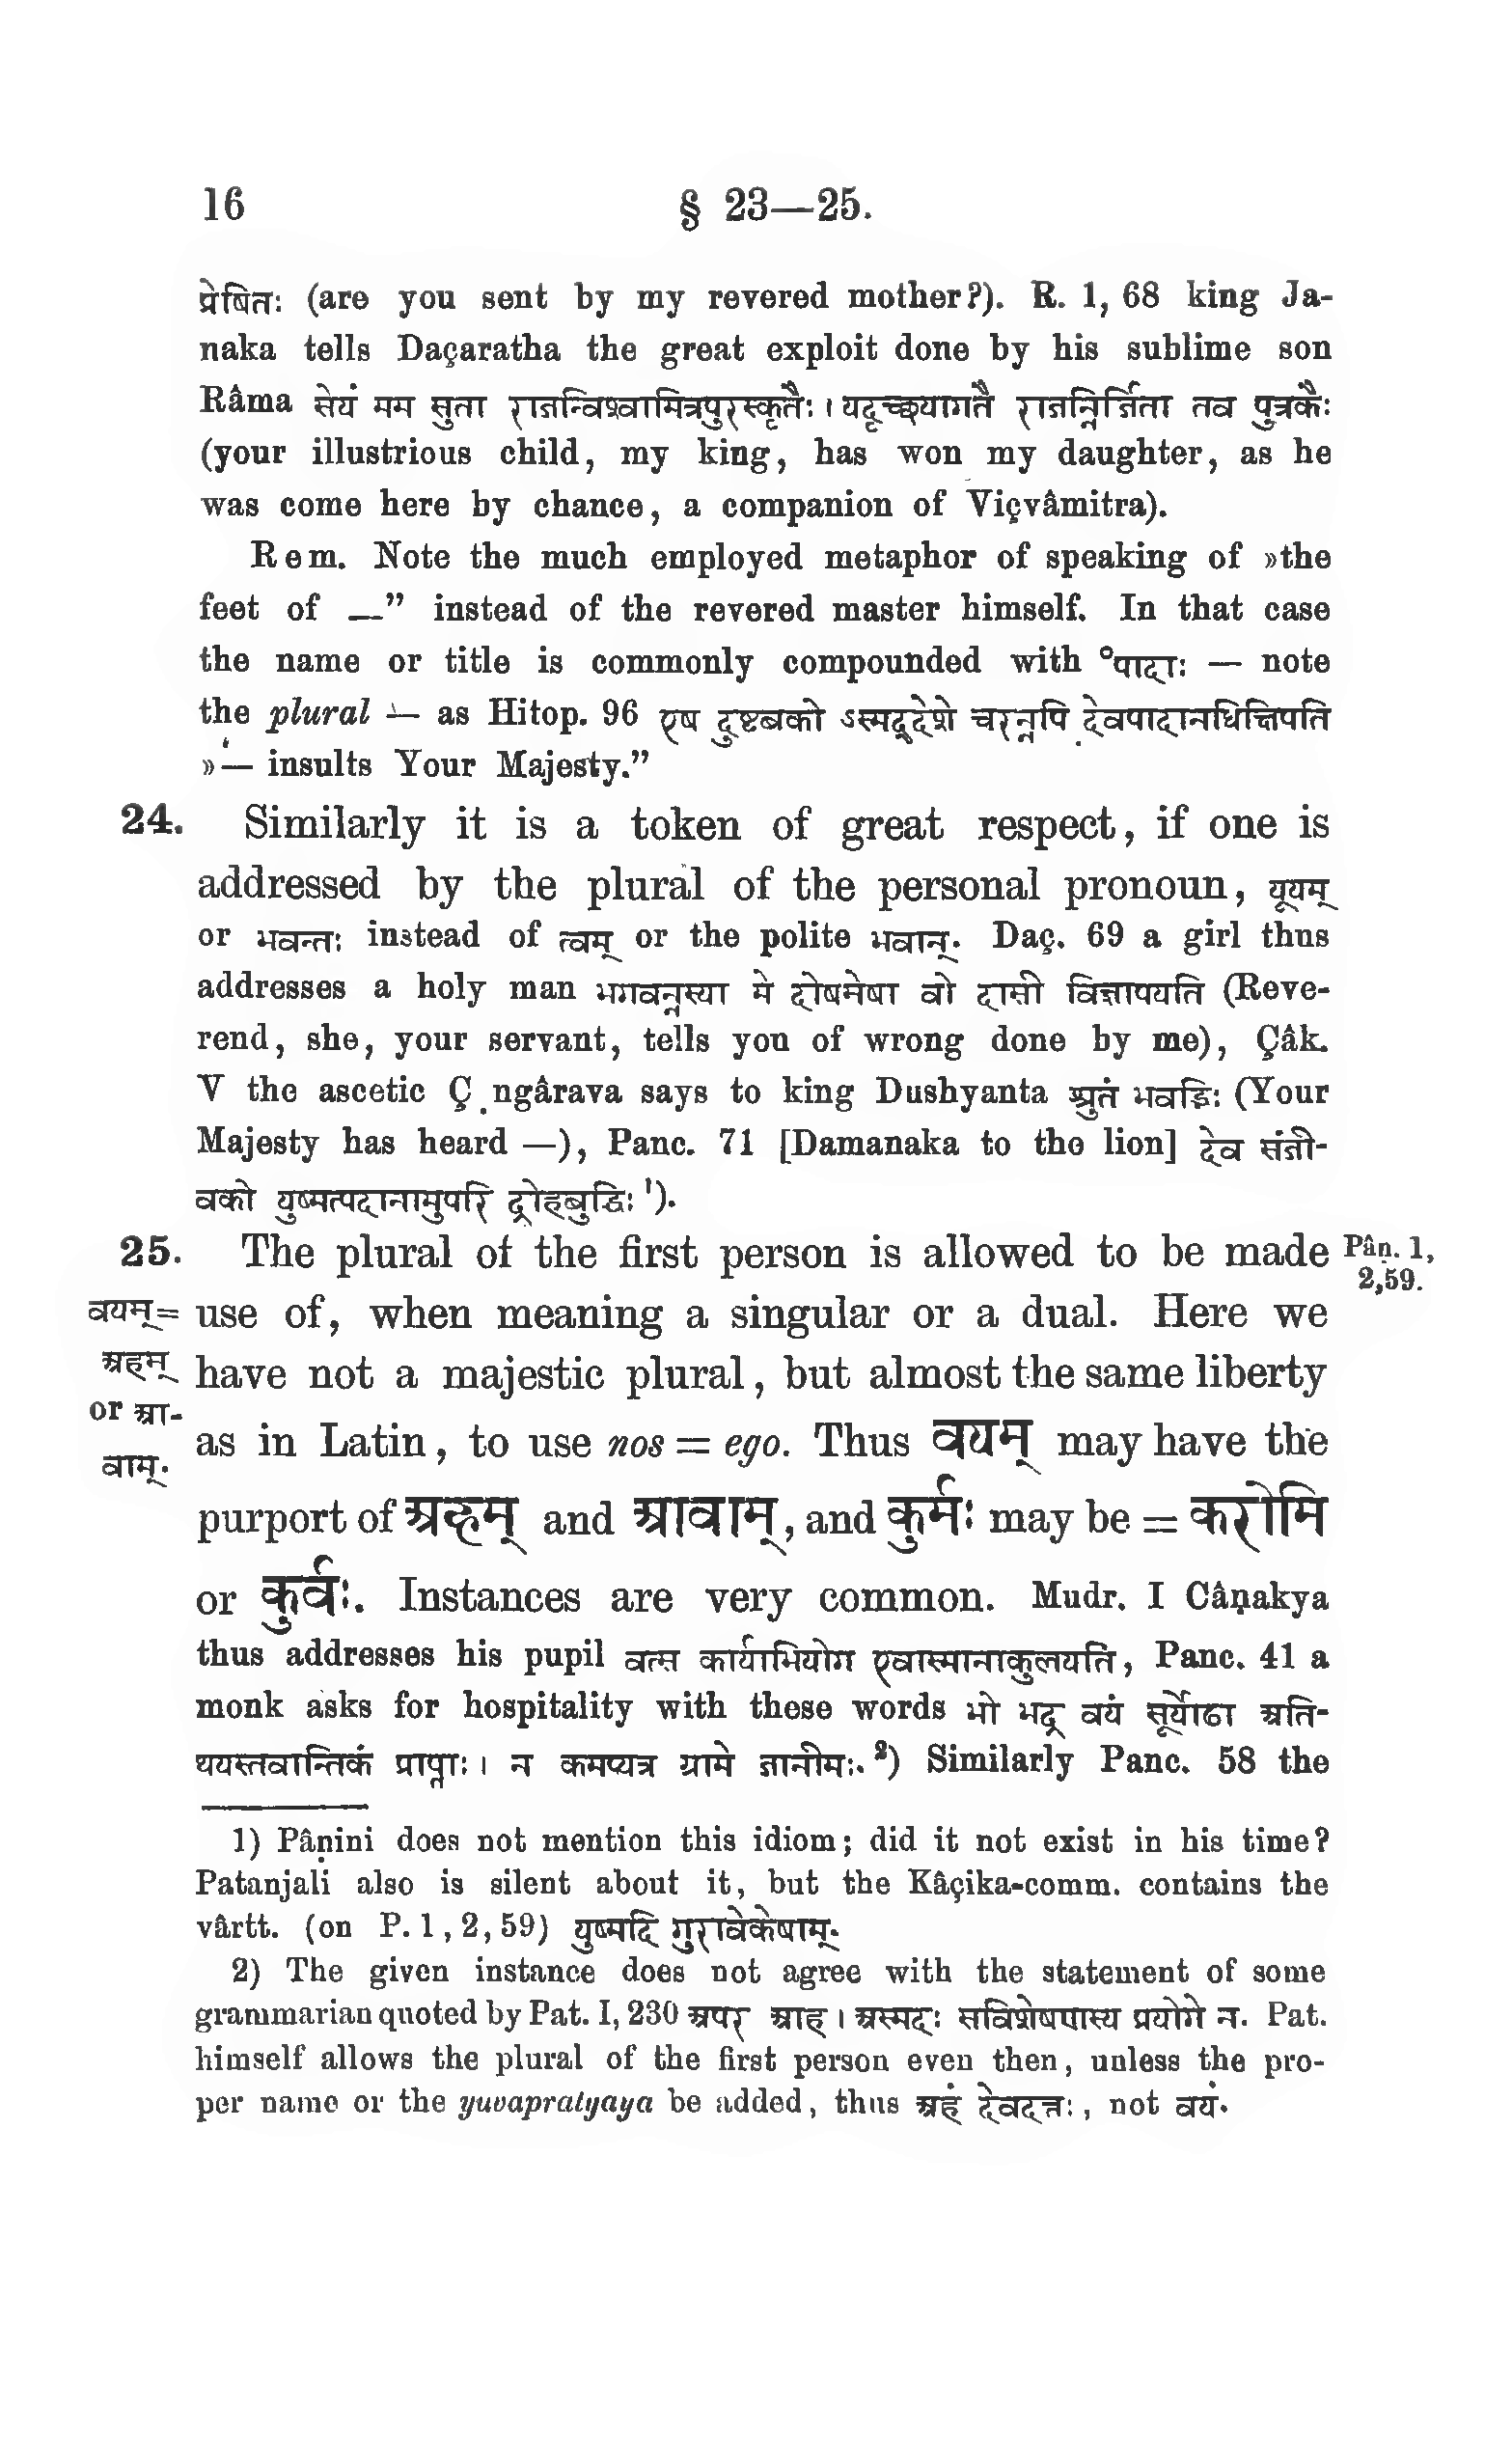 16 § 23—25.
प्रेषितः (are you sent by my revered mother?). R. 1, 68 king Ja-
naka tells Daçaratha the great exploit done by his sublime son
Râma सेयं मम सुता राजन्विश्वामित्रपुरस्कृतैः । यदृच्छयागतै राजन्निर्जिता तव पुत्रकैः
(your illustrious child, my king, has won my daughter, as he
was come here by chance, a companion of Viçvâmitra).
Rem. Note the much employed metaphor of speaking of »the
feet of —” instead of the revered master himself. In that case
the name or title is commonly compounded with °पादाः — note
the plural — as Hitop. 96 एष दुष्टबको ऽस्मद्देशे चरन्नपि देवपादानधिक्षिपति
»— insults Your Majesty.”
24. Similarly it is a token of great respect, if one is
addressed by the plural of the personal pronoun, यूयम्
or भवन्तः instead of त्वम् or the polite भवान्. Daç. 69 a girl thus
addresses a holy man भगवन्नस्या मे दोषमेषा वो दासी विज्ञापयति (Reve-
rend, she, your servant, tells you of wrong done by me), Çâk.
V the ascetic Ç ̣ngârava says to king Dushyanta श्रुतं भवद्भिः (Your
Majesty has heard —), Panc. 71 [Damanaka to the lion] देव संजी-
वको युष्मत्पदानामुपरि द्रोहबुद्धिः ¹).
25. The plural of the first person is allowed to be made Pâṇ. 1, 2,59.
वयम्= use of, when meaning a singular or a dual. Here we
अहम् have not a majestic plural, but almost the same liberty
or आ-
वाम्. as in Latin, to use nos = ego. Thus वयम् may have the
purport of अहम् and आवाम्, and कुर्मः may be = करोमि
or कुर्वः. Instances are very common. Mudr. I Câṇakya
thus addresses his pupil वत्स कार्याभियोग एवास्मानाकुलयति, Panc. 41 a
monk asks for hospitality with these words भो भद्र वयं सूर्योढा अति-
थयस्तवान्तिकं प्राप्ताः । न कमप्यत्र ग्रामे जानीमः. ²) Similarly Panc. 58 the
1) Pâṇini does not mention this idiom; did it not exist in his time?
Patanjali also is silent about it, but the Kâçika-comm. contains the
vârtt. (on P. 1, 2, 59) युष्मदि गुरावेकेषाम्.
2) The given instance does not agree with the statement of some
grammarian quoted by Pat. I, 230 अपर आह । अस्मदः सविशेषणस्य प्रयोगे न. Pat.
himself allows the plural of the first person even then, unless the pro-
per name or the yuvapratyaya be added, thus अहं देवदत्तः, not वयं.